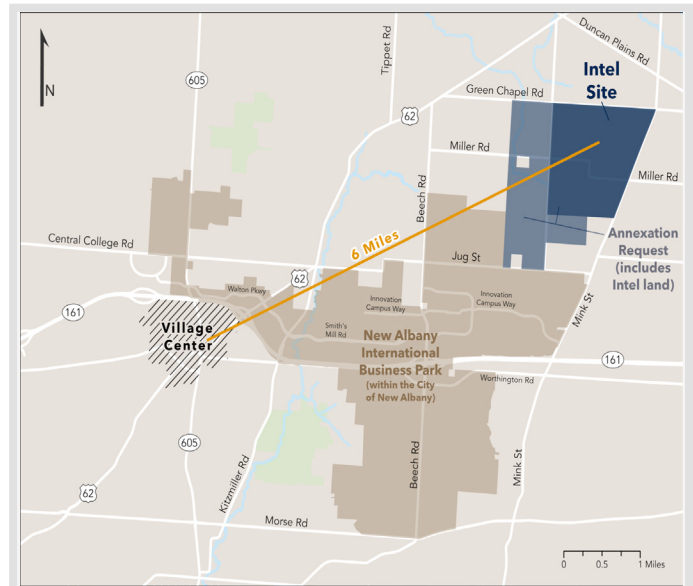 Duncan Plains Rd
Tippet Rd
605
Intel
Site
Green Chapel Rd
N
62
Miller Rd
Miller Rd
Beech Rd
6 Miles
Annexation
Request
(includes
Intel land)
Central College Rd
Jug St
62
Walton Pkwy
Innovation
Campus Way
Innovation
Campus Way
Mink St
161
Village
Center
Smith's
Mill Rd
New Albany
International
Business Park
(within the City
of New Albany)
161
Worthington Rd
605
Kitzmiller Rd
Beech Rd
Mink St
62
Morse Rd
0 0.5 1 Miles